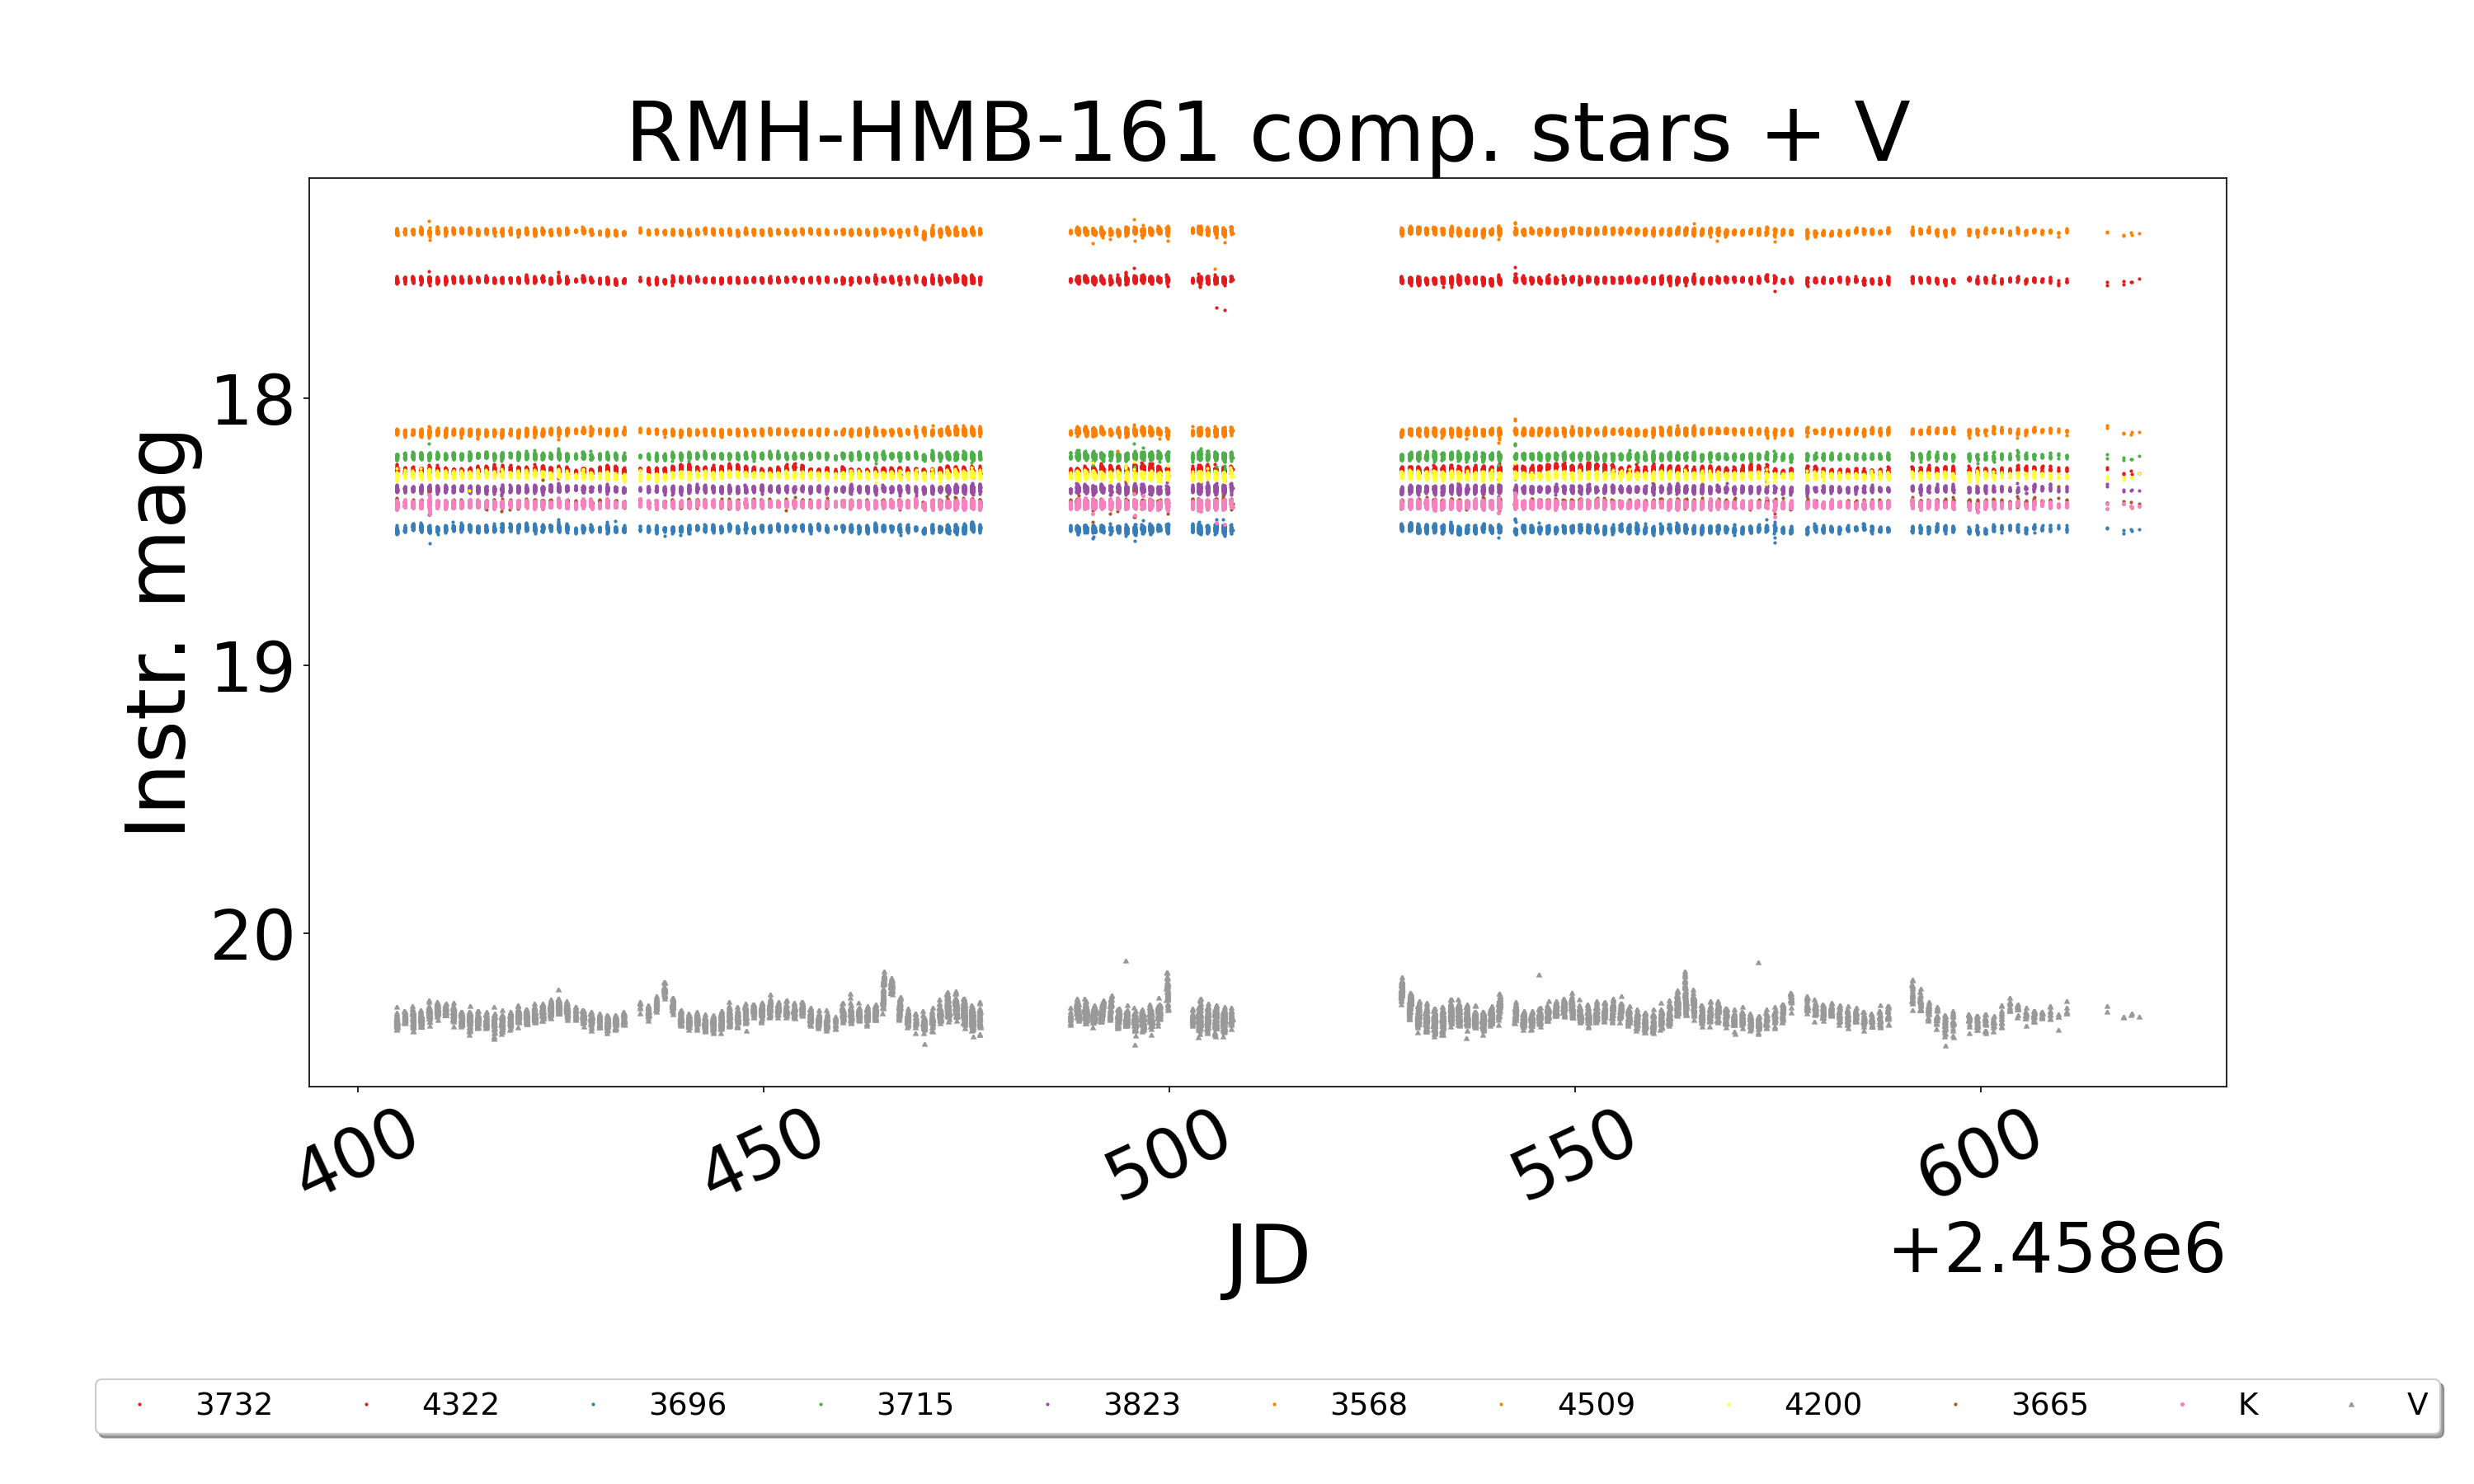 RMH-HMB-161 comp. stars + V
Instr. mag
18
19
20
400 450 500 550 600
JD
+2.458e6
3732 4322 3696 3715 3823 3568 4509 4200 3665 K V